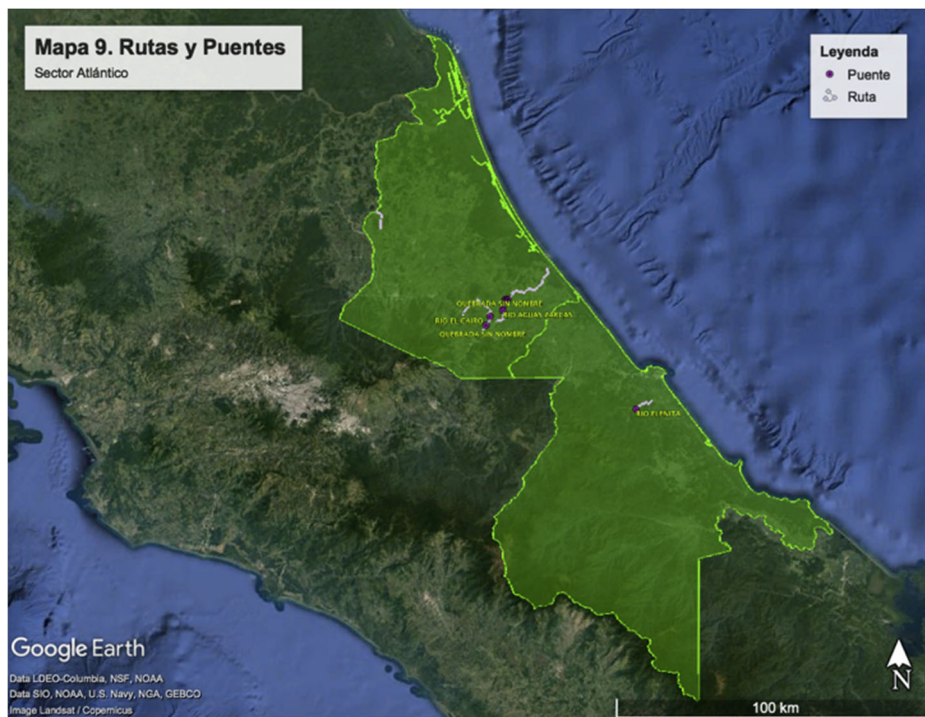 Mapa 9. Rutas y Puentes
Sector Atlántico
Leyenda
Puente
Ruta
QUEBRADA SIN NOMBRE
RIO AGUAS ZARCAS
RIO EL CAIRO
QUEBRADA SIN NOMBRE
RIO ELENITA
Google Earth
Data LDEO-Columbia, NSF, NOAA
Data SIO, NOAA, U.S. Navy, NGA, GEBCO
Image Landsat / Copernicus
N
100 km